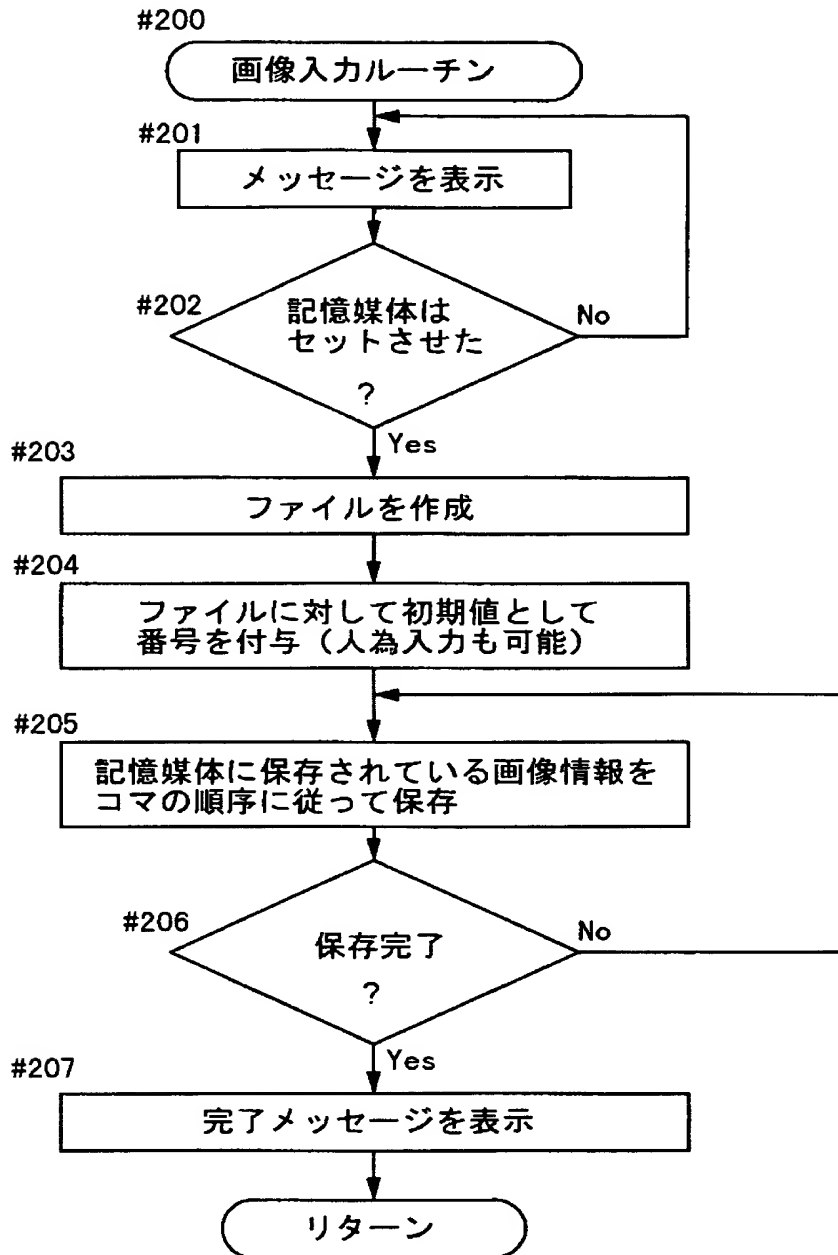 #200
画像入力ルーチン
#201
メッセージを表示
#202
記憶媒体は
セットさせた
?
No
Yes
#203
ファイルを作成
#204
ファイルに対して初期値として
番号を付与（人為入力も可能）
#205
記憶媒体に保存されている画像情報を
コマの順序に従って保存
#206
保存完了
?
No
Yes
#207
完了メッセージを表示
リターン